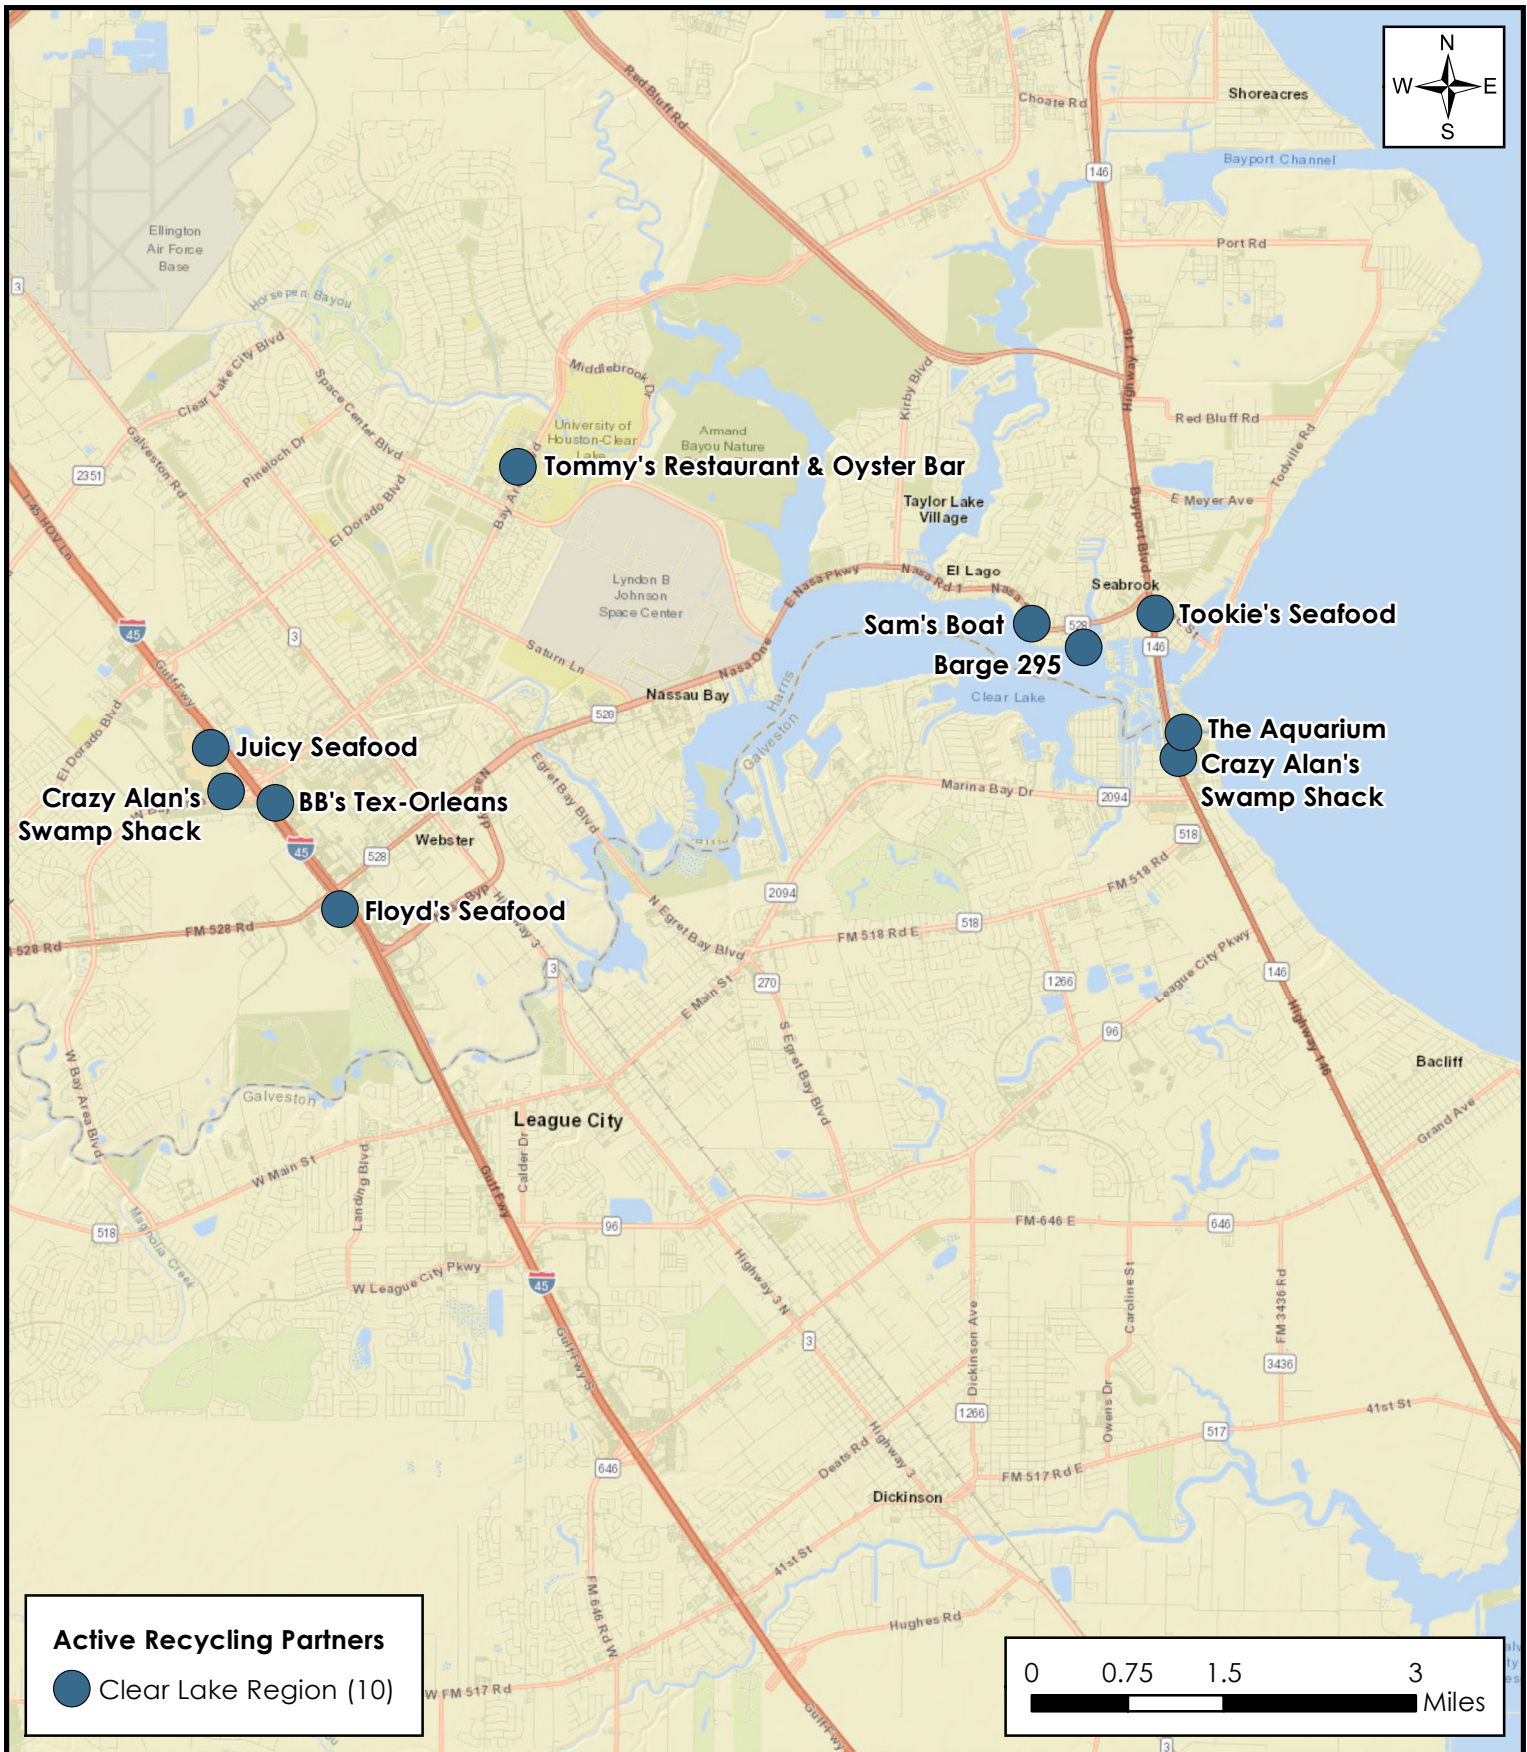 N
W E
S
Red Bluff Rd
Choate Rd
Shoreacres
Bayport Channel
146
Ellington
Air Force
Base
Port Rd
3
Horsepen Bayou
Clear Lake City Blvd
Space Center Blvd
Middlebrook Dr
Kirby Blvd
Highway 146
Red Bluff Rd
University of
Houston-Clear
Lake
Armand
Bayou Nature
Galveston Rd
Pineloch Dr
Todville Rd
2351
Tommy's Restaurant & Oyster Bar
El Dorado Blvd
Taylor Lake
Village
Bayport Blvd
E Meyer Ave
I-45 HOV Ln
Lyndon B
Johnson
Space Center
E Nasa Pkwy
Nasa Rd 1
Nasa
El Lago
Seabrook
Sam's Boat
528
Tookie's Seafood
45
3
Saturn Ln
Nasa One
Barge 295
146
Gulf Fwy
Nassau Bay
Harris
Galveston
Clear Lake
528
El Dorado Blvd
Juicy Seafood
The Aquarium
Crazy Alan's
Swamp Shack
Crazy Alan's
Swamp Shack
BB's Tex-Orleans
Egret Bay Blvd
Marina Bay Dr
2094
45
528
Webster
518
FM 518 Rd
Byp
Highway 3
2094
Floyd's Seafood
N Egret Bay Blvd
FM 518 Rd E
518
528 Rd
FM 528 Rd
3
270
E Main St
1266
League City Pkwy
146
96
Highway 146
S Egret Bay Blvd
W Bay Area Blvd
Galveston
Bacliff
League City
Grand Ave
Calder Dr
Landing Blvd
W Main St
Gulf Fwy
518
Magnolia Creek
96
FM-646 E
646
W League City Pkwy
45
Highway 3 N
Caroline St
FM 3436 Rd
Gulf Fwy S
3
Dickinson Ave
3436
Owens Dr
1266
41st St
517
Deats Rd
Highway 3
646
FM 517 Rd E
Dickinson
41st St
FM 646 Rd W
Hughes Rd
W FM 517 Rd
Gulf Fwy
3
Active Recycling Partners
Clear Lake Region (10)
0 0.75 1.5 3
Miles